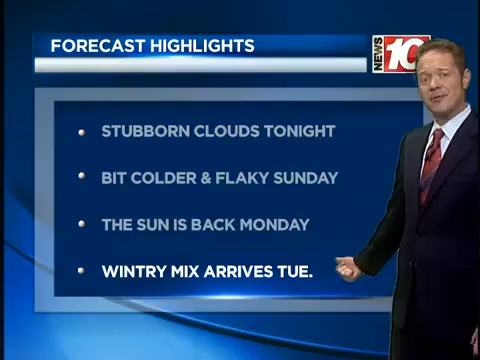 FORECAST HIGHLIGHTS
NEWS 10
STUBBORN CLOUDS TONIGHT
BIT COLDER & FLAKY SUNDAY
THE SUN IS BACK MONDAY
WINTRY MIX ARRIVES TUE.